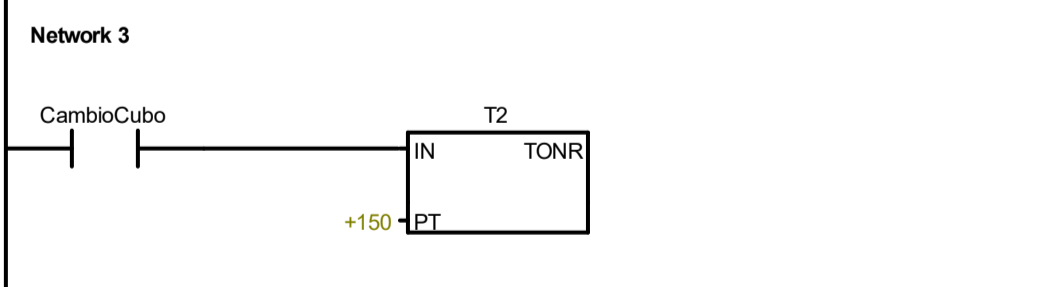 Network 3
CambioCubo
T2
IN TONR
+150 PT